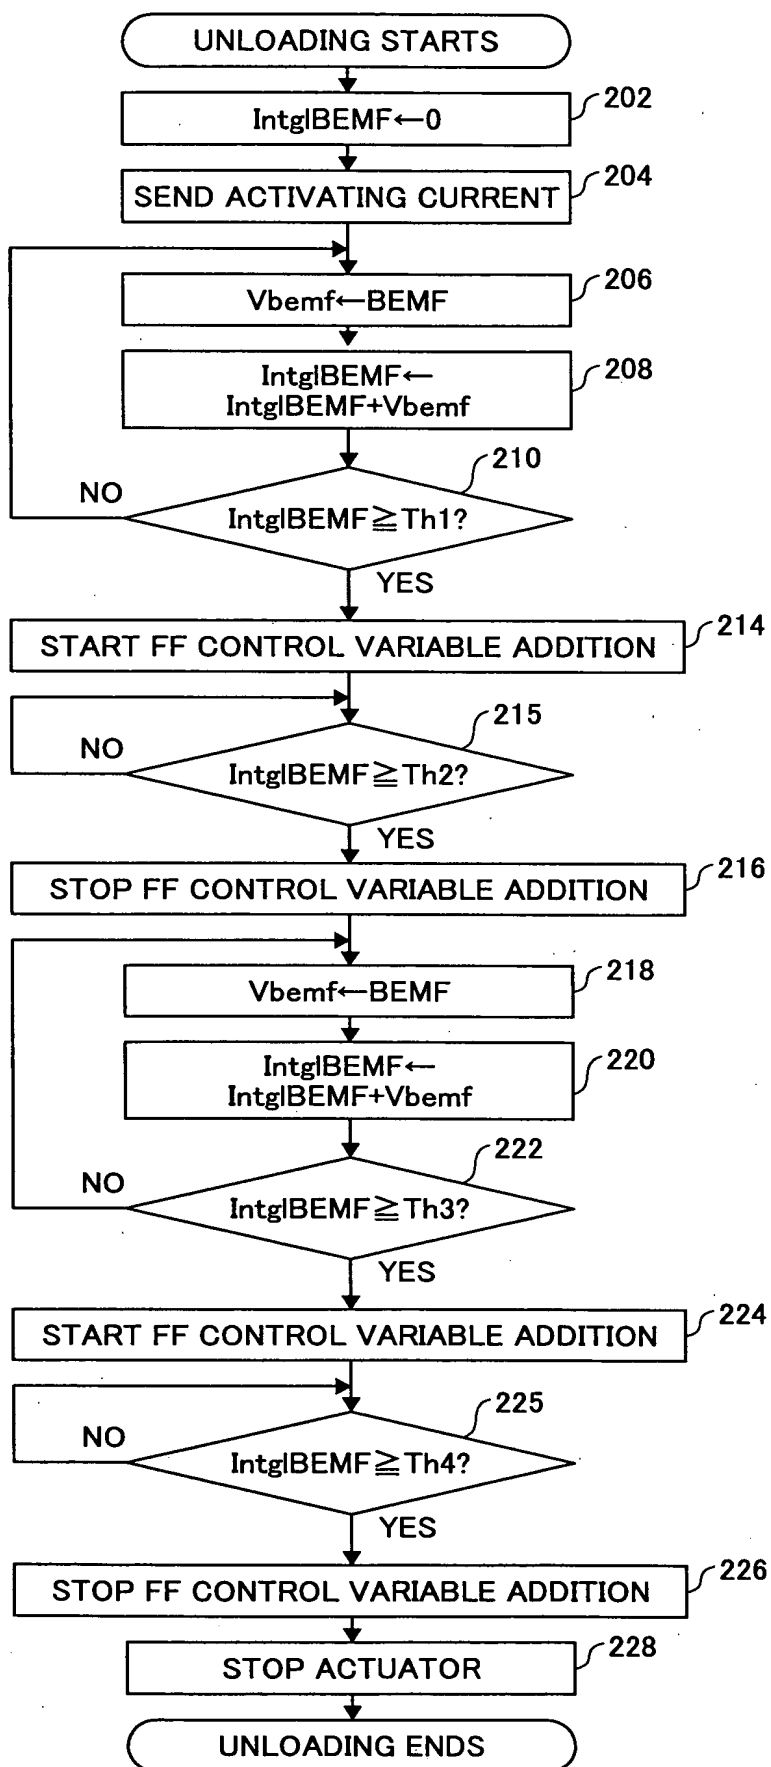 UNLOADING STARTS
IntglBEMF←0
202
SEND ACTIVATING CURRENT
204
Vbemf←BEMF
206
IntglBEMF←
IntglBEMF+Vbemf
208
210
NO
IntglBEMF≧Th1?
YES
START FF CONTROL VARIABLE ADDITION
214
215
NO
IntglBEMF≧Th2?
YES
STOP FF CONTROL VARIABLE ADDITION
216
Vbemf←BEMF
218
IntglBEMF←
IntglBEMF+Vbemf
220
222
NO
IntglBEMF≧Th3?
YES
START FF CONTROL VARIABLE ADDITION
224
225
NO
IntglBEMF≧Th4?
YES
STOP FF CONTROL VARIABLE ADDITION
226
STOP ACTUATOR
228
UNLOADING ENDS